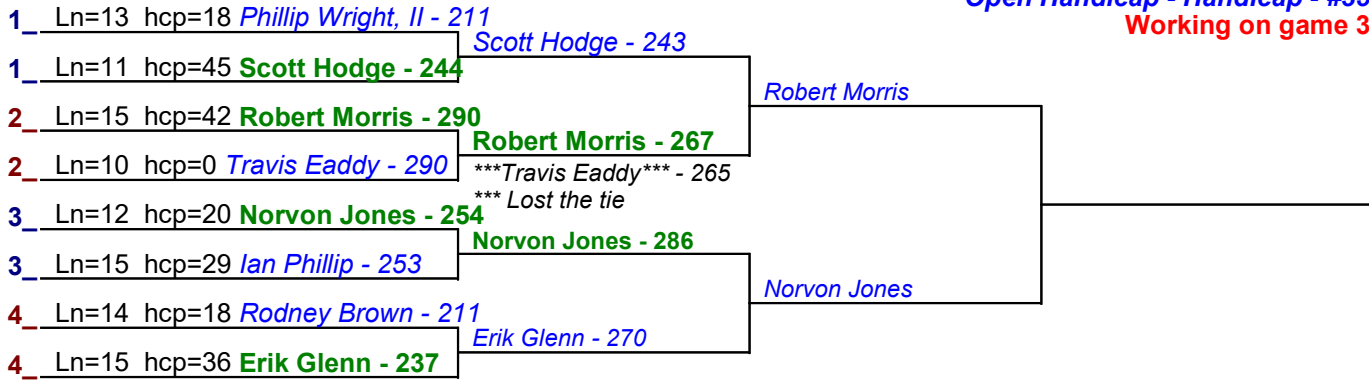 Open Handicap - Handicap - #35
Working on game 3
1_ Ln=13 hcp=18 Phillip Wright, II - 211
Scott Hodge - 243
1_ Ln=11 hcp=45 Scott Hodge - 244
Robert Morris
2_ Ln=15 hcp=42 Robert Morris - 290
Robert Morris - 267
2_ Ln=10 hcp=0 Travis Eaddy - 290
***Travis Eaddy*** - 265
*** Lost the tie
3_ Ln=12 hcp=20 Norvon Jones - 254
Norvon Jones - 286
3_ Ln=15 hcp=29 Ian Phillip - 253
Norvon Jones
4_ Ln=14 hcp=18 Rodney Brown - 211
Erik Glenn - 270
4_ Ln=15 hcp=36 Erik Glenn - 237